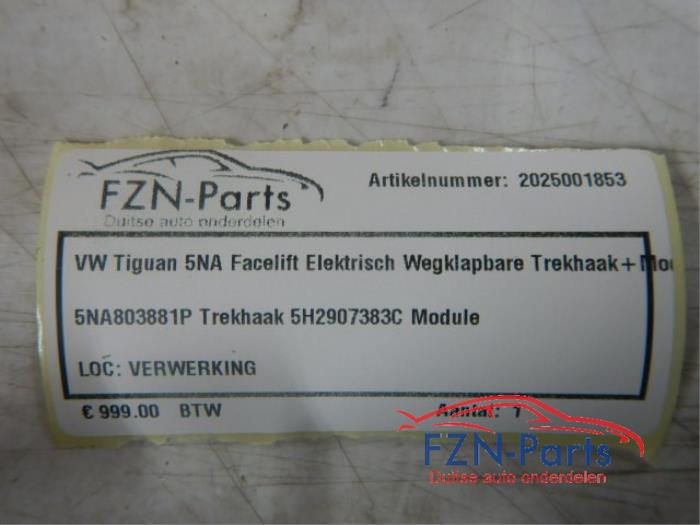 FZN-Parts
Duitse auto onderdelen
Artikelnummer: 2025001853
VW Tiguan 5NA Facelift Elektrisch Wegklapbare Trekhaak+
5NA803881P Trekhaak 5H2907383C Module
LOC: VERWERKING
€ 999.00 BTW
Aantal: 1
FZN-Parts
Duitse auto onderdelen